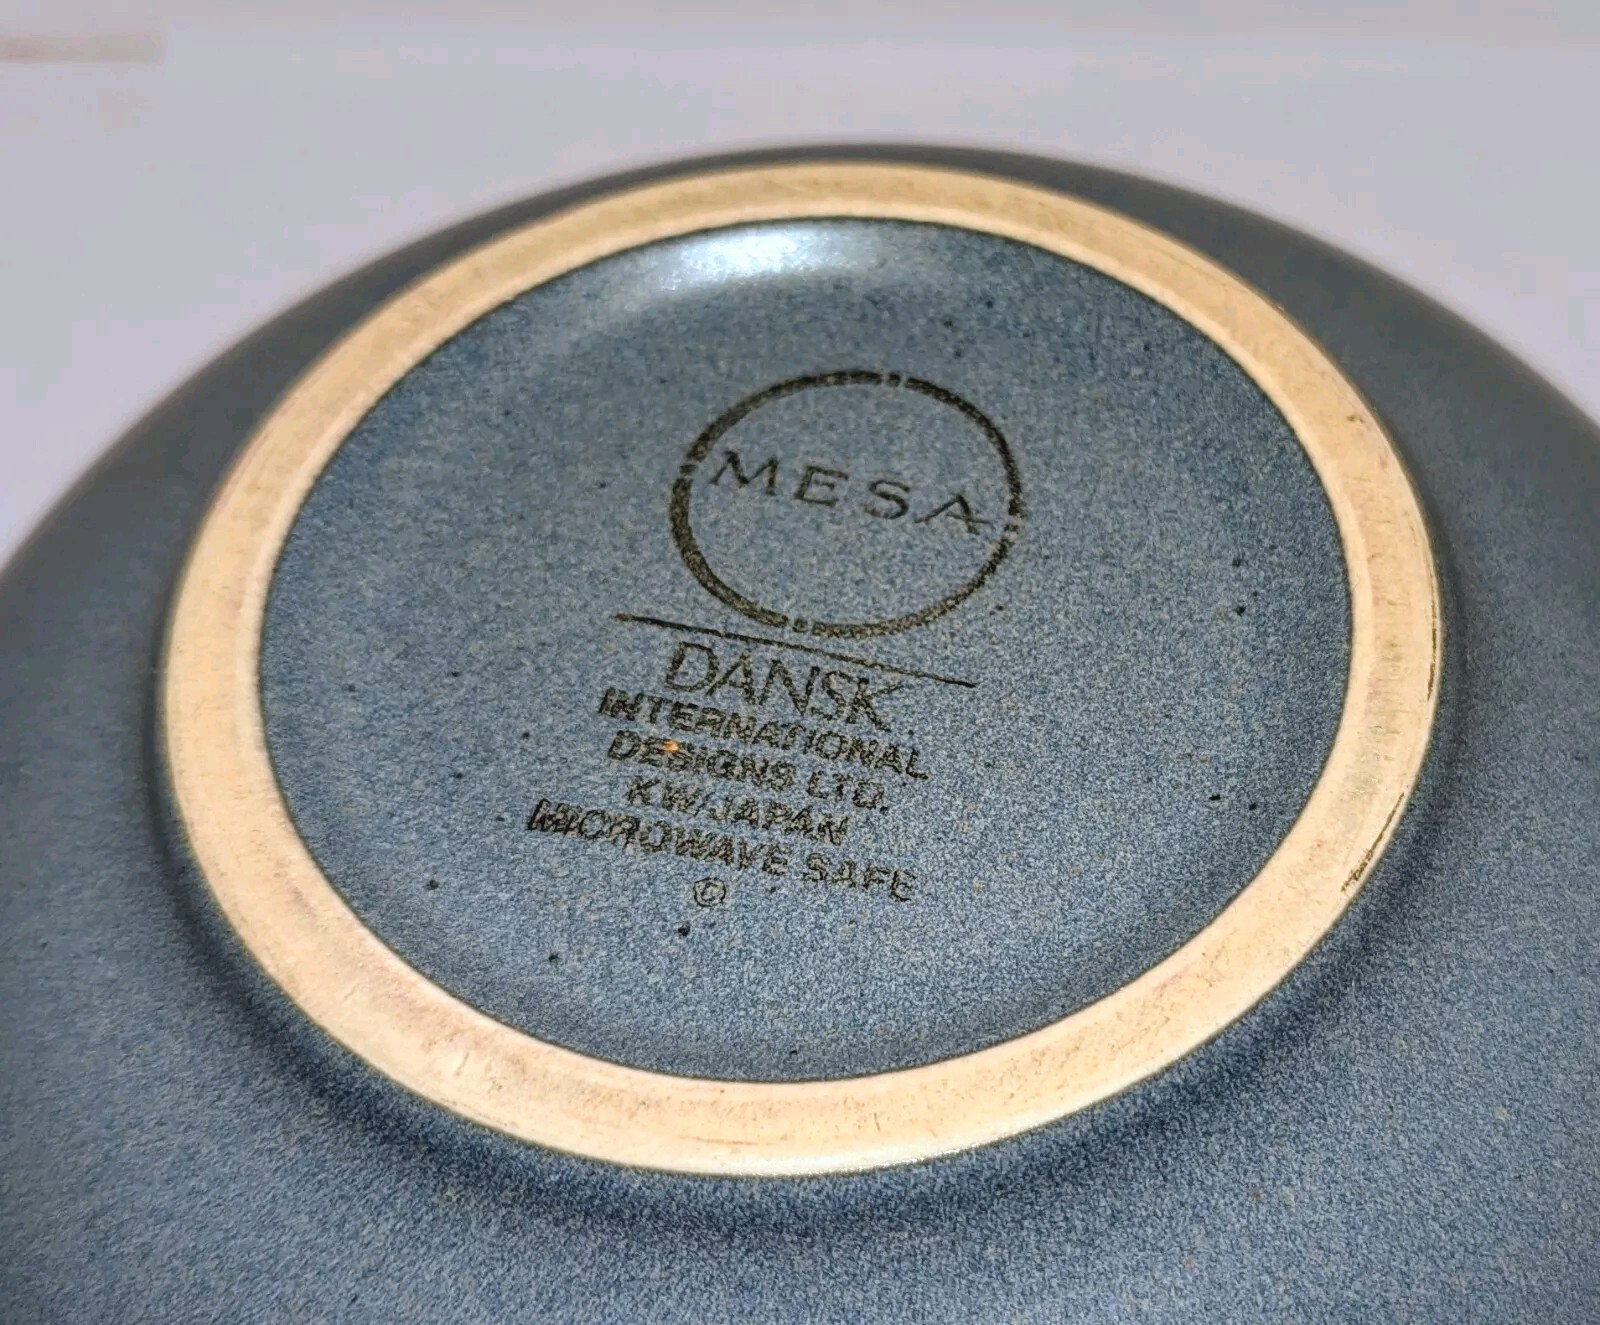 MESA
DANSK
INTERNATIONAL
DESIGNS LTD.
KW/JAPAN
MICROWAVE SAFE
©